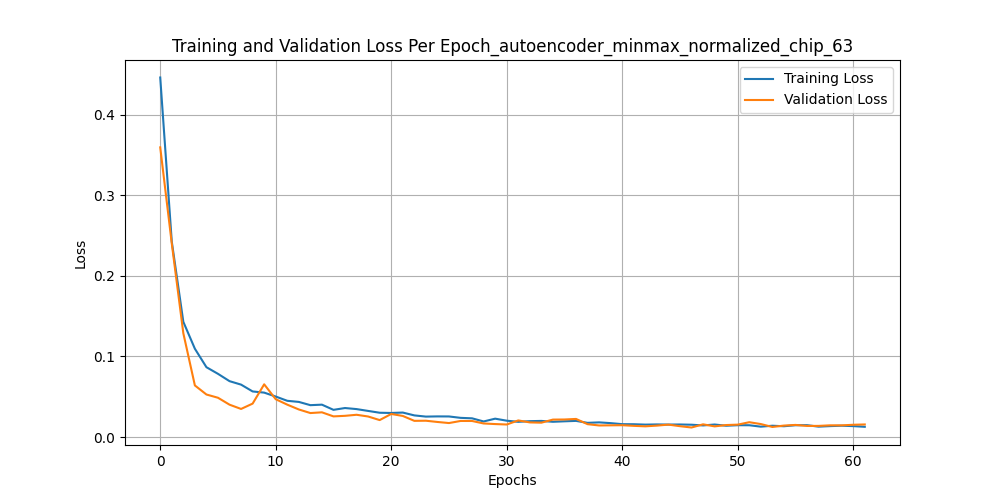 Training and Validation Loss Per Epoch_autoencoder_minmax_normalized_chip_63
Training Loss
Validation Loss
Loss
0.4
0.3
0.2
0.1
0.0
0 10 20 30 40 50 60
Epochs